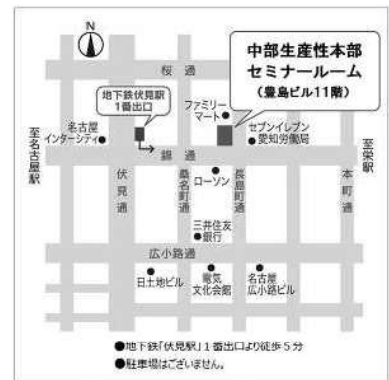 N
中部生産性本部
セミナールーム
(豊島ビル11階)
桜 通
地下鉄伏見駅
1番出口
ファミリー
マート
名古屋
インターシティ
セブンイレブン
愛知労働局
至名古屋駅
至栄駅
錦 通
伏見通
桑名町通
長島町通
本町通
ローソン
三井住友
銀行
広小路通
日土地ビル
電気
文化会館
名古屋
広小路ビル
●地下鉄「伏見駅」1番出口より徒歩5分
●駐車場はございません。